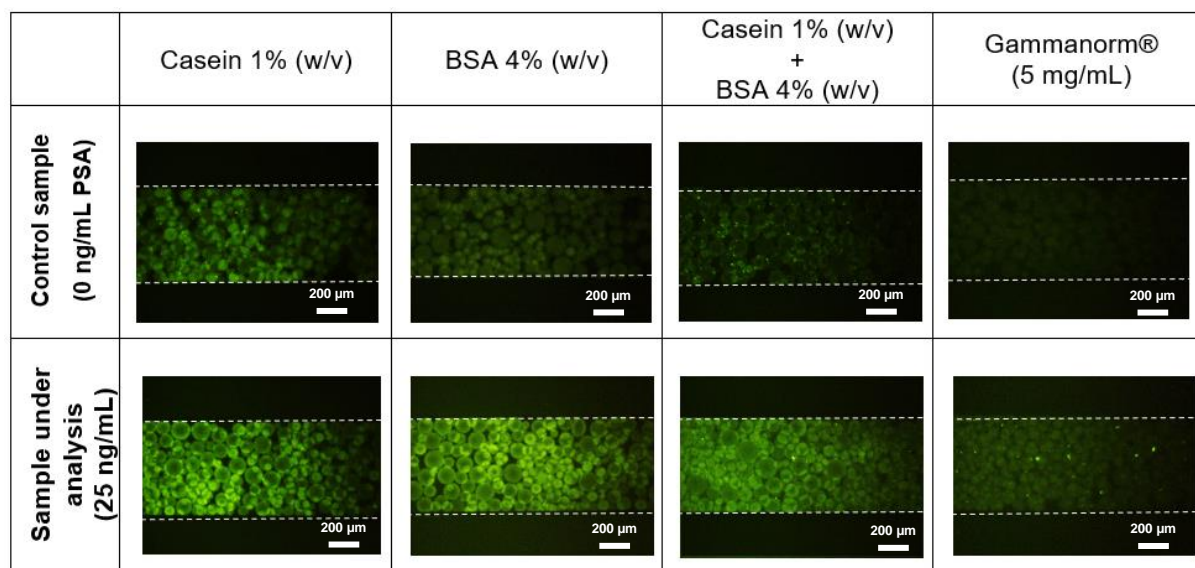 Casein 1% (w/v)
BSA 4% (w/v)
Casein 1% (w/v)
+
BSA 4% (w/v)
Gammanorm®
(5 mg/mL)
Control sample
(0 ng/mL PSA)
200 µm
200 µm
200 µm
200 µm
Sample under
analysis
(25 ng/mL)
200 µm
200 µm
200 µm
200 µm